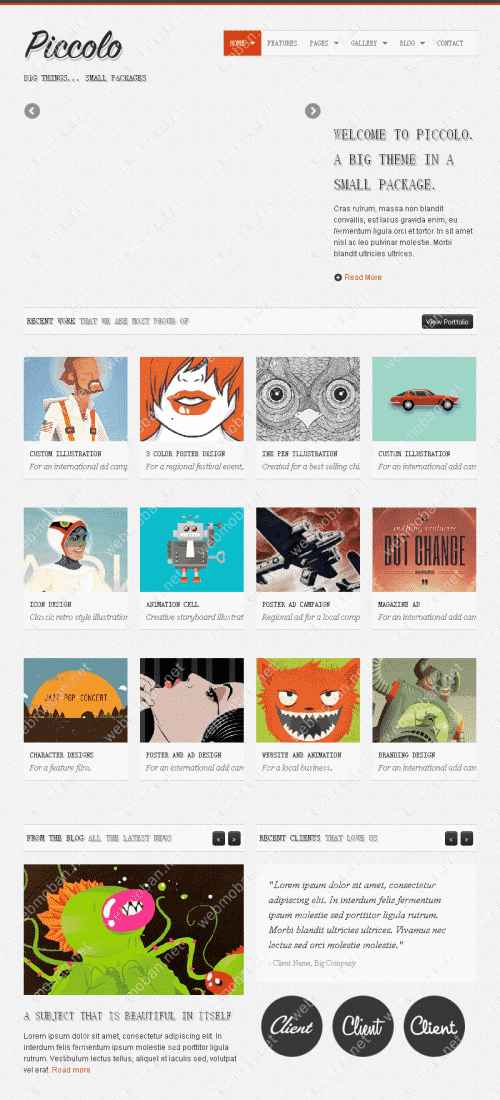 Piccolo
HOME
FEATURES
PAGES
GALLERY
BLOG
CONTACT
BIG THINGS... SMALL PACKAGES
WELCOME TO PICCOLO.
A BIG THEME IN A
SMALL PACKAGE.
Cras rutrum, massa non blandit
convallis, est lacus gravida enim, eu
fermentum ligula orci et tortor. In sit amet
nisl ac leo pulvinar molestie. Morbi
blandit ultricies ultrices.
Read More
RECENT WORK THAT WE ARE MOST PROUD OF
View Portfolio
CUSTOM ILLUSTRATION
For an international ad camp
3 COLOR POSTER DESIGN
For a regional festival event.
INK PEN ILLUSTRATION
Created for a best selling chi
CUSTOM ILLUSTRATION
For an international add cam
nothing ventures
BUT CHANGE
ICON DESIGN
Classic retro style illustration
ANIMATION CELL
Creative storyboard illustrat
POSTER AD CAMPAIGN
Regional ad for a local comp
MAGAZINE AD
For an international add cam
JAZZ POP CONCERT
CHARACTER DESIGNS
For a feature film.
POSTER AND AD DESIGN
For an international add cam
WEBSITE AND ANIMATION
For a local business.
BRANDING DESIGN
For an international add cam
FROM THE BLOG ALL THE LATEST NEWS
« »
RECENT CLIENTS THAT LOVE US
« »
"Lorem ipsum dolor sit amet, consectetur
adipiscing elit. In interdum felis fermentum
ipsum molestie sed porttitor ligula rutrum.
Morbi blandit ultricies ultrices. Vivamus nec
lectus sed orci molestie molestie."
- Client Name, Big Company
Client
Client
Client
A SUBJECT THAT IS BEAUTIFUL IN ITSELF
Lorem ipsum dolor sit amet, consectetur adipiscing elit. In
interdum felis fermentum ipsum molestie sed porttitor ligula
rutrum. Vestibulum lectus tellus, aliquet et iaculis sed, volutpat
vel erat. Read more